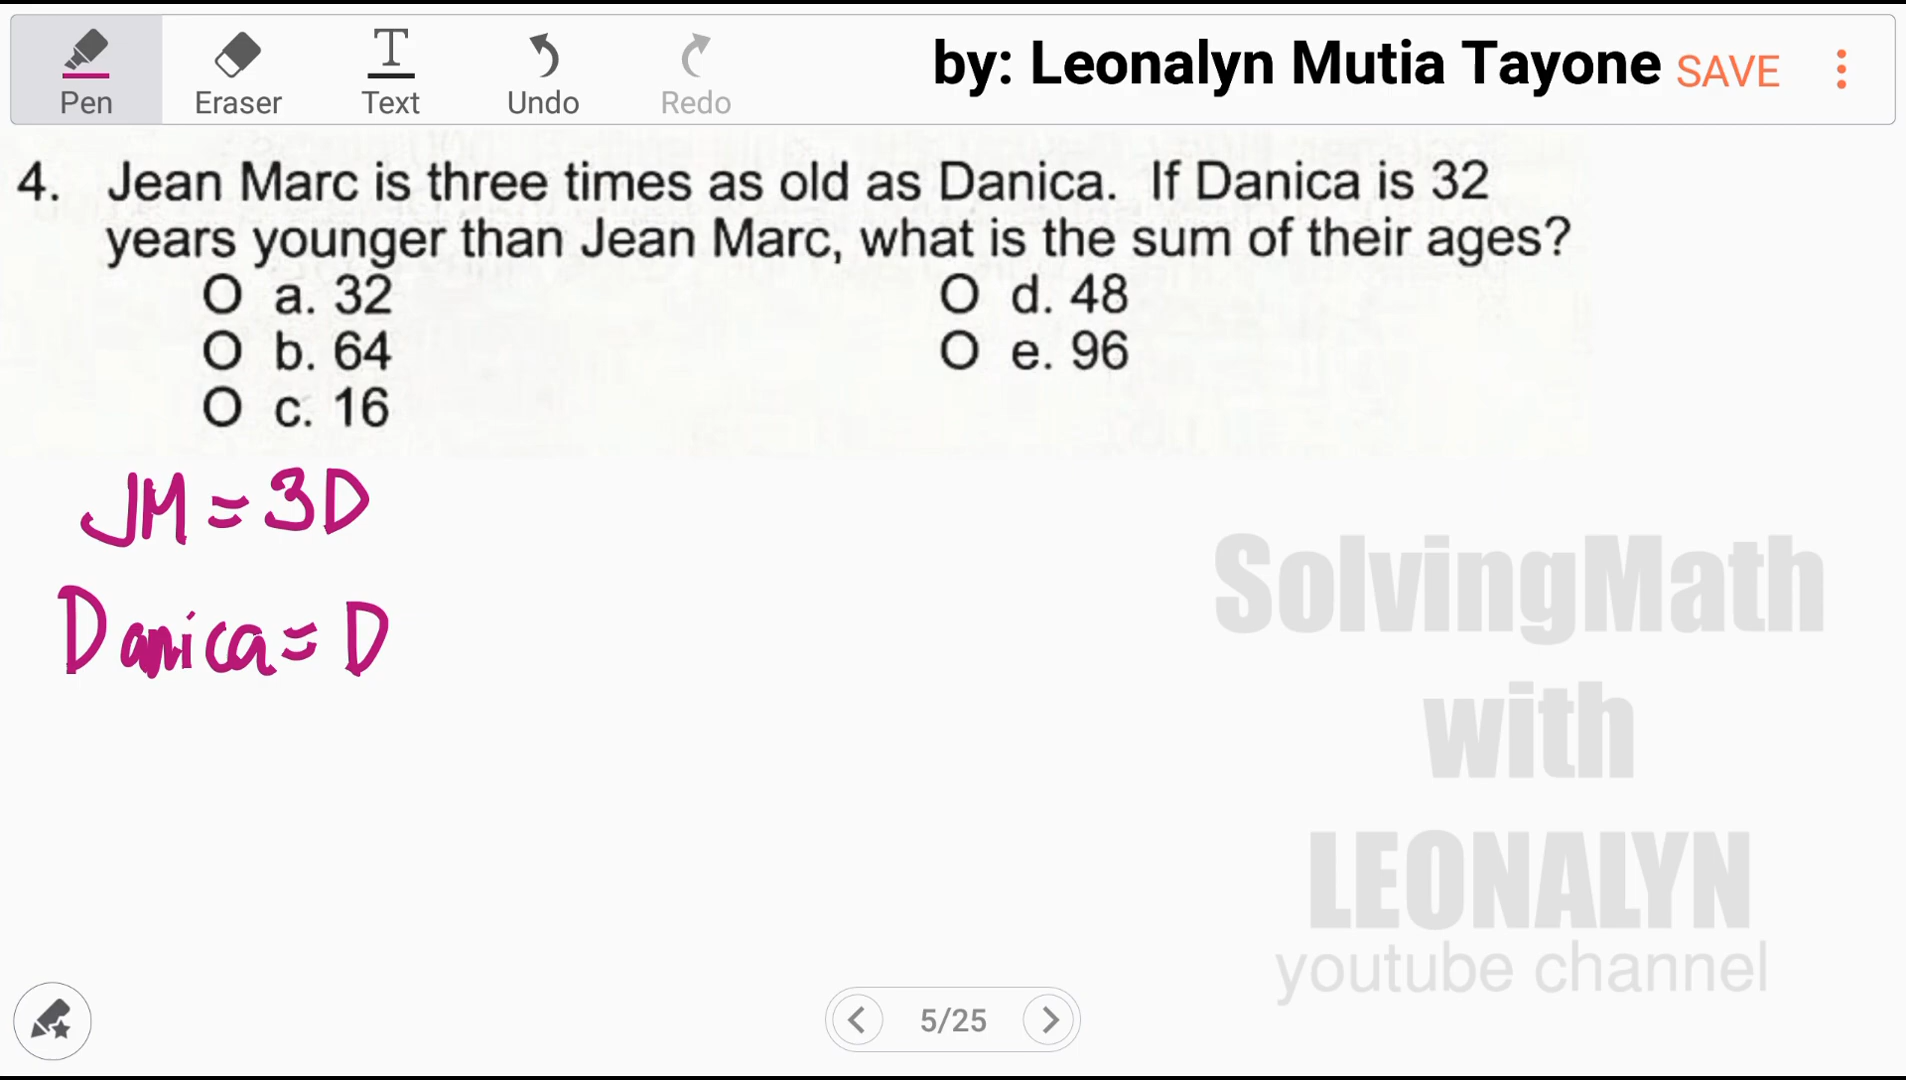 Pen
Eraser
Text
Undo
Redo
by: Leonalyn Mutia Tayone
SAVE
4. Jean Marc is three times as old as Danica. If Danica is 32
years younger than Jean Marc, what is the sum of their ages?
O a. 32
O b. 64
O c. 16
O d. 48
O e. 96
JM = 3D
Danica = D
SolvingMath
with
LEONALYN
youtube channel
5/25